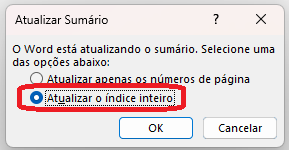 Atualizar Sumário
O Word está atualizando o sumário. Selecione uma
das opções abaixo:
Atualizar apenas os números de página
Atualizar o índice inteiro
OK
Cancelar